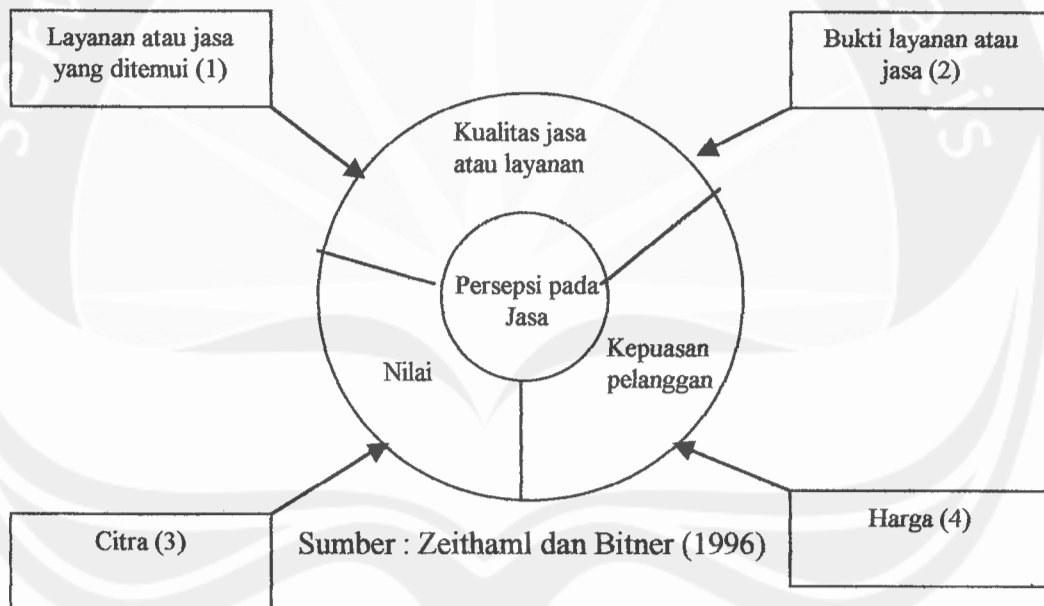 Layanan atau jasa
yang ditemui (1)
Bukti layanan atau
jasa (2)
Kualitas jasa
atau layanan
Persepsi pada
Jasa
Nilai
Kepuasan
pelanggan
Citra (3)
Harga (4)
Sumber : Zeithaml dan Bitner (1996)